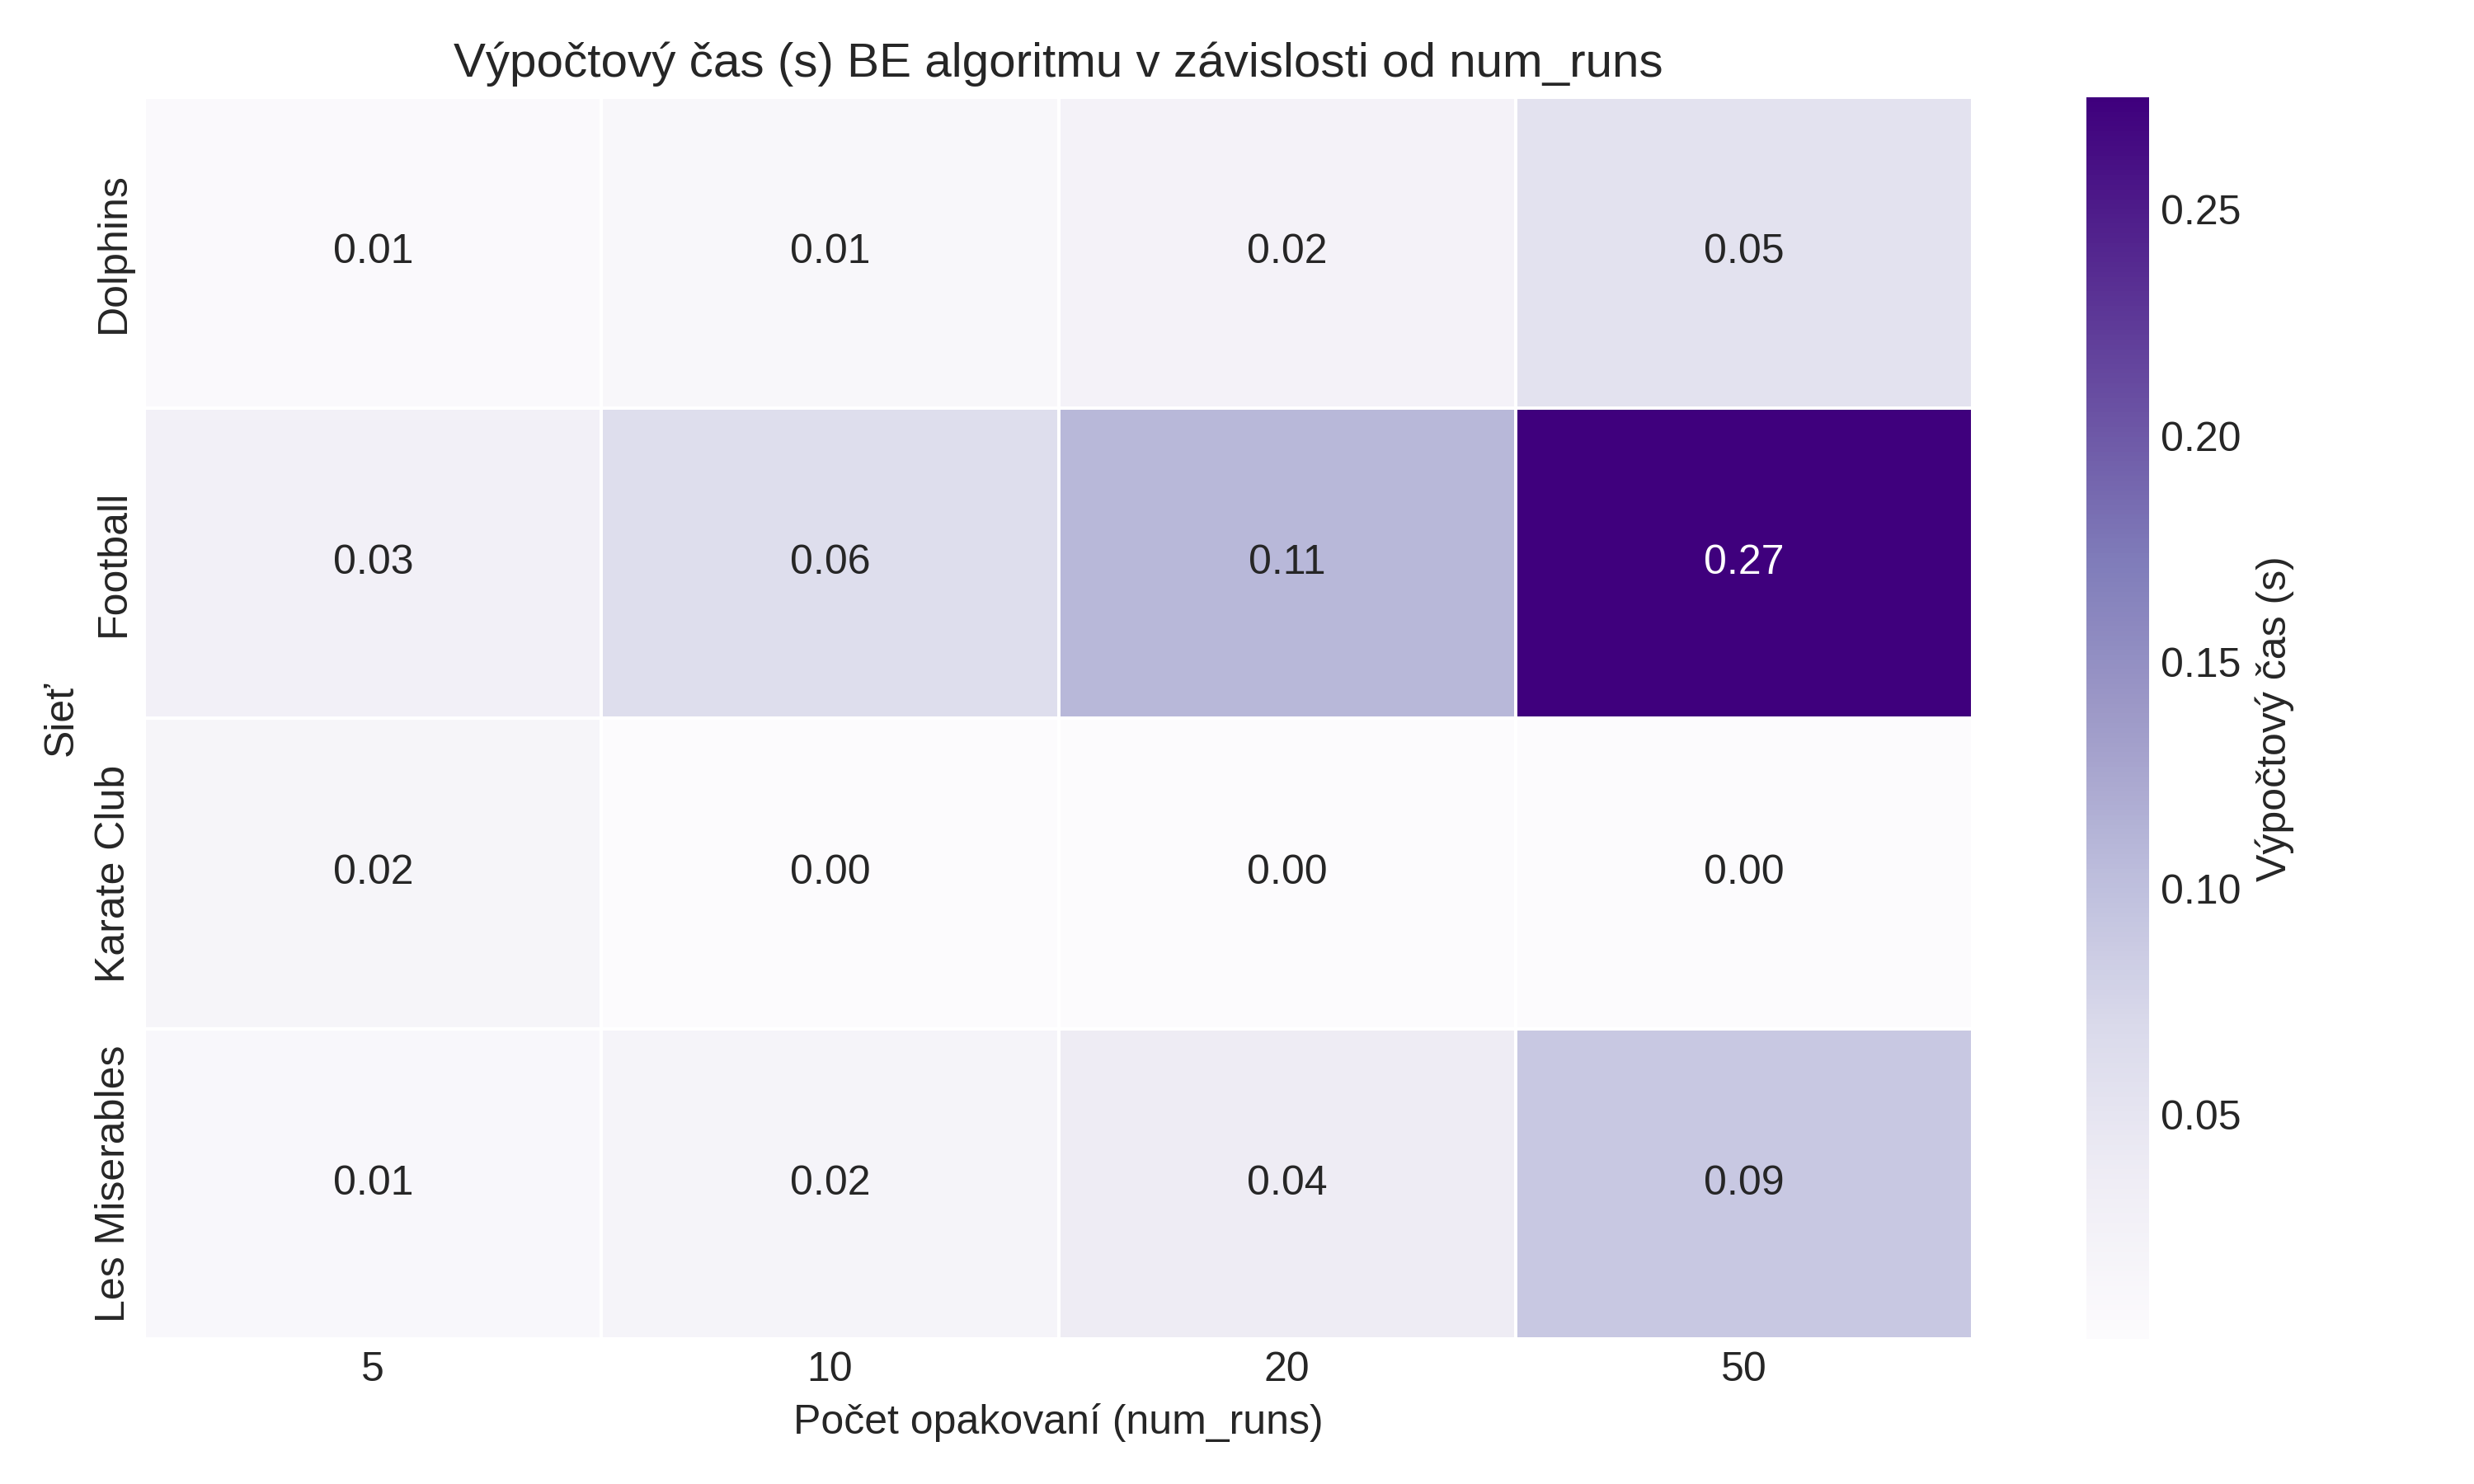 Výpočtový čas (s) BE algoritmu v závislosti od num_runs
Sieť
Dolphins
0.01 0.01 0.02 0.05
Football
0.03 0.06 0.11 0.27
Karate Club
0.02 0.00 0.00 0.00
Les Miserables
0.01 0.02 0.04 0.09
5 10 20 50
Počet opakovaní (num_runs)
0.25
0.20
0.15
0.10
0.05
Výpočtový čas (s)